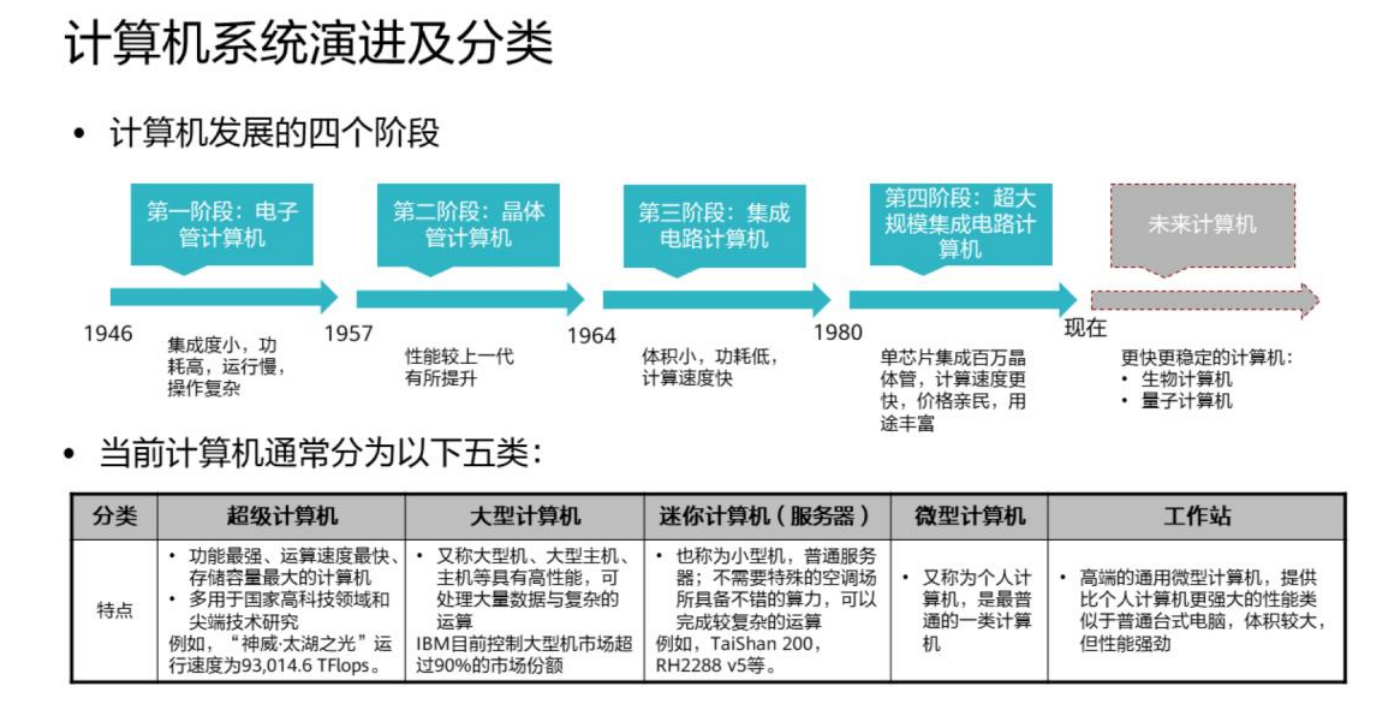 计算机系统演进及分类
• 计算机发展的四个阶段
第一阶段：电子
管计算机
第二阶段：晶体
管计算机
第三阶段：集成
电路计算机
第四阶段：超大
规模集成电路计
算机
未来计算机
1946
1957
1964
1980
现在
集成度小，功
耗高，运行慢，
操作复杂
性能较上一代
有所提升
体积小，功耗低，
计算速度快
单芯片集成百万晶
体管，计算速度更
快，价格亲民，用
途丰富
更快更稳定的计算机：
• 生物计算机
• 量子计算机
• 当前计算机通常分为以下五类：
分类
超级计算机
大型计算机
迷你计算机（服务器）
微型计算机
工作站
特点
• 功能最强、运算速度最快、
存储容量最大的计算机
• 多用于国家高科技领域和
尖端技术研究
例如，“神威·太湖之光”运
行速度为93,014.6 TFlops。
• 又称大型机、大型主机、
主机等具有高性能，可
处理大量数据与复杂的
运算
IBM目前控制大型机市场超
过90%的市场份额
• 也称为小型机，普通服务
器；不需要特殊的空调场
所具备不错的算力，可以
完成较复杂的运算
例如，TaiShan 200，
RH2288 v5等。
• 又称为个人计
算机，是最普
通的一类计算
机
• 高端的通用微型计算机，提供
比个人计算机更强大的性能类
似于普通台式电脑，体积较大，
但性能强劲